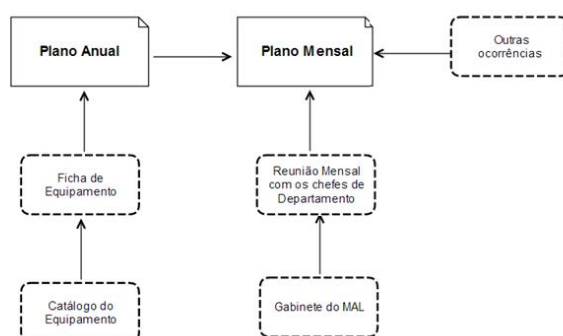 Plano Anual
Plano Mensal
Outras
ocorrências
Ficha de
Equipamento
Reunião Mensal
com os chefes de
Departamento
Catálogo do
Equipamento
Gabinete do MAL